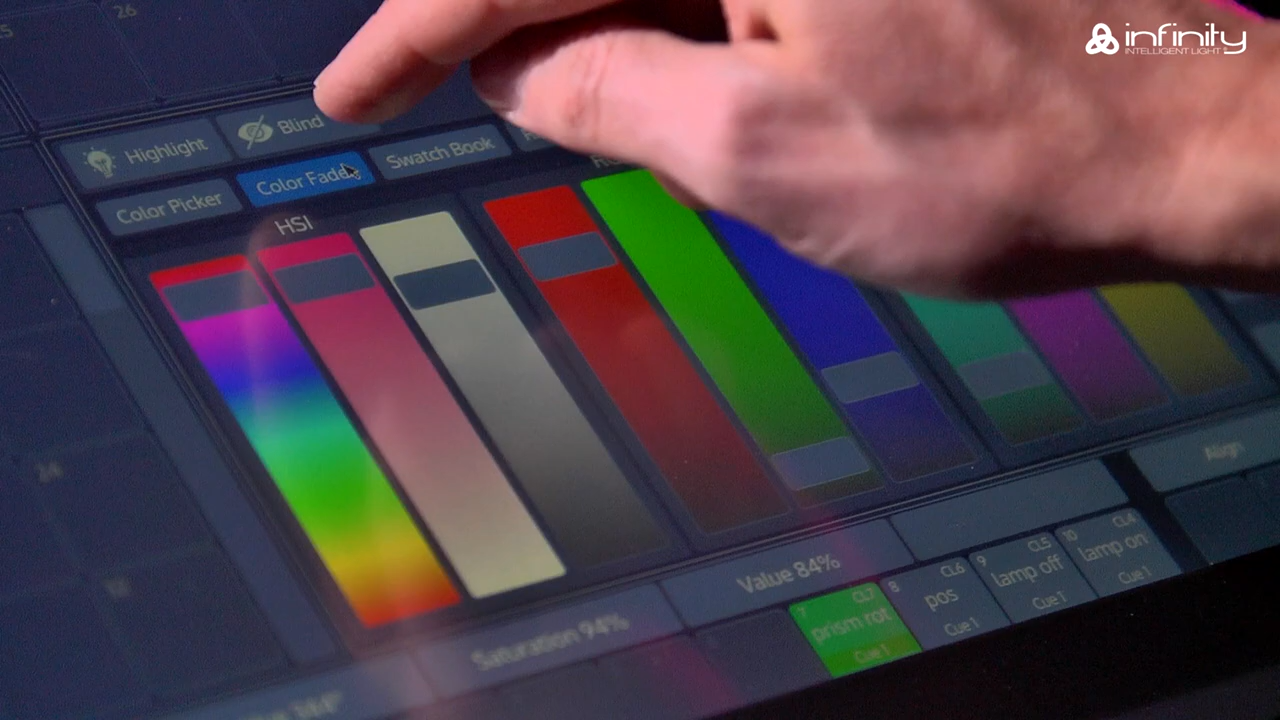 26
infinity
INTELLIGENT LIGHT
Highlight
Blind
Color Picker
Color Fader
Swatch Book
HSI
Align
Value 84%
Saturation 94%
7
CL7
prism rot
Cue 1
8
CL6
pos
Cue 1
9
CL5
lamp off
Cue 1
10
CL4
lamp on
Cue 1